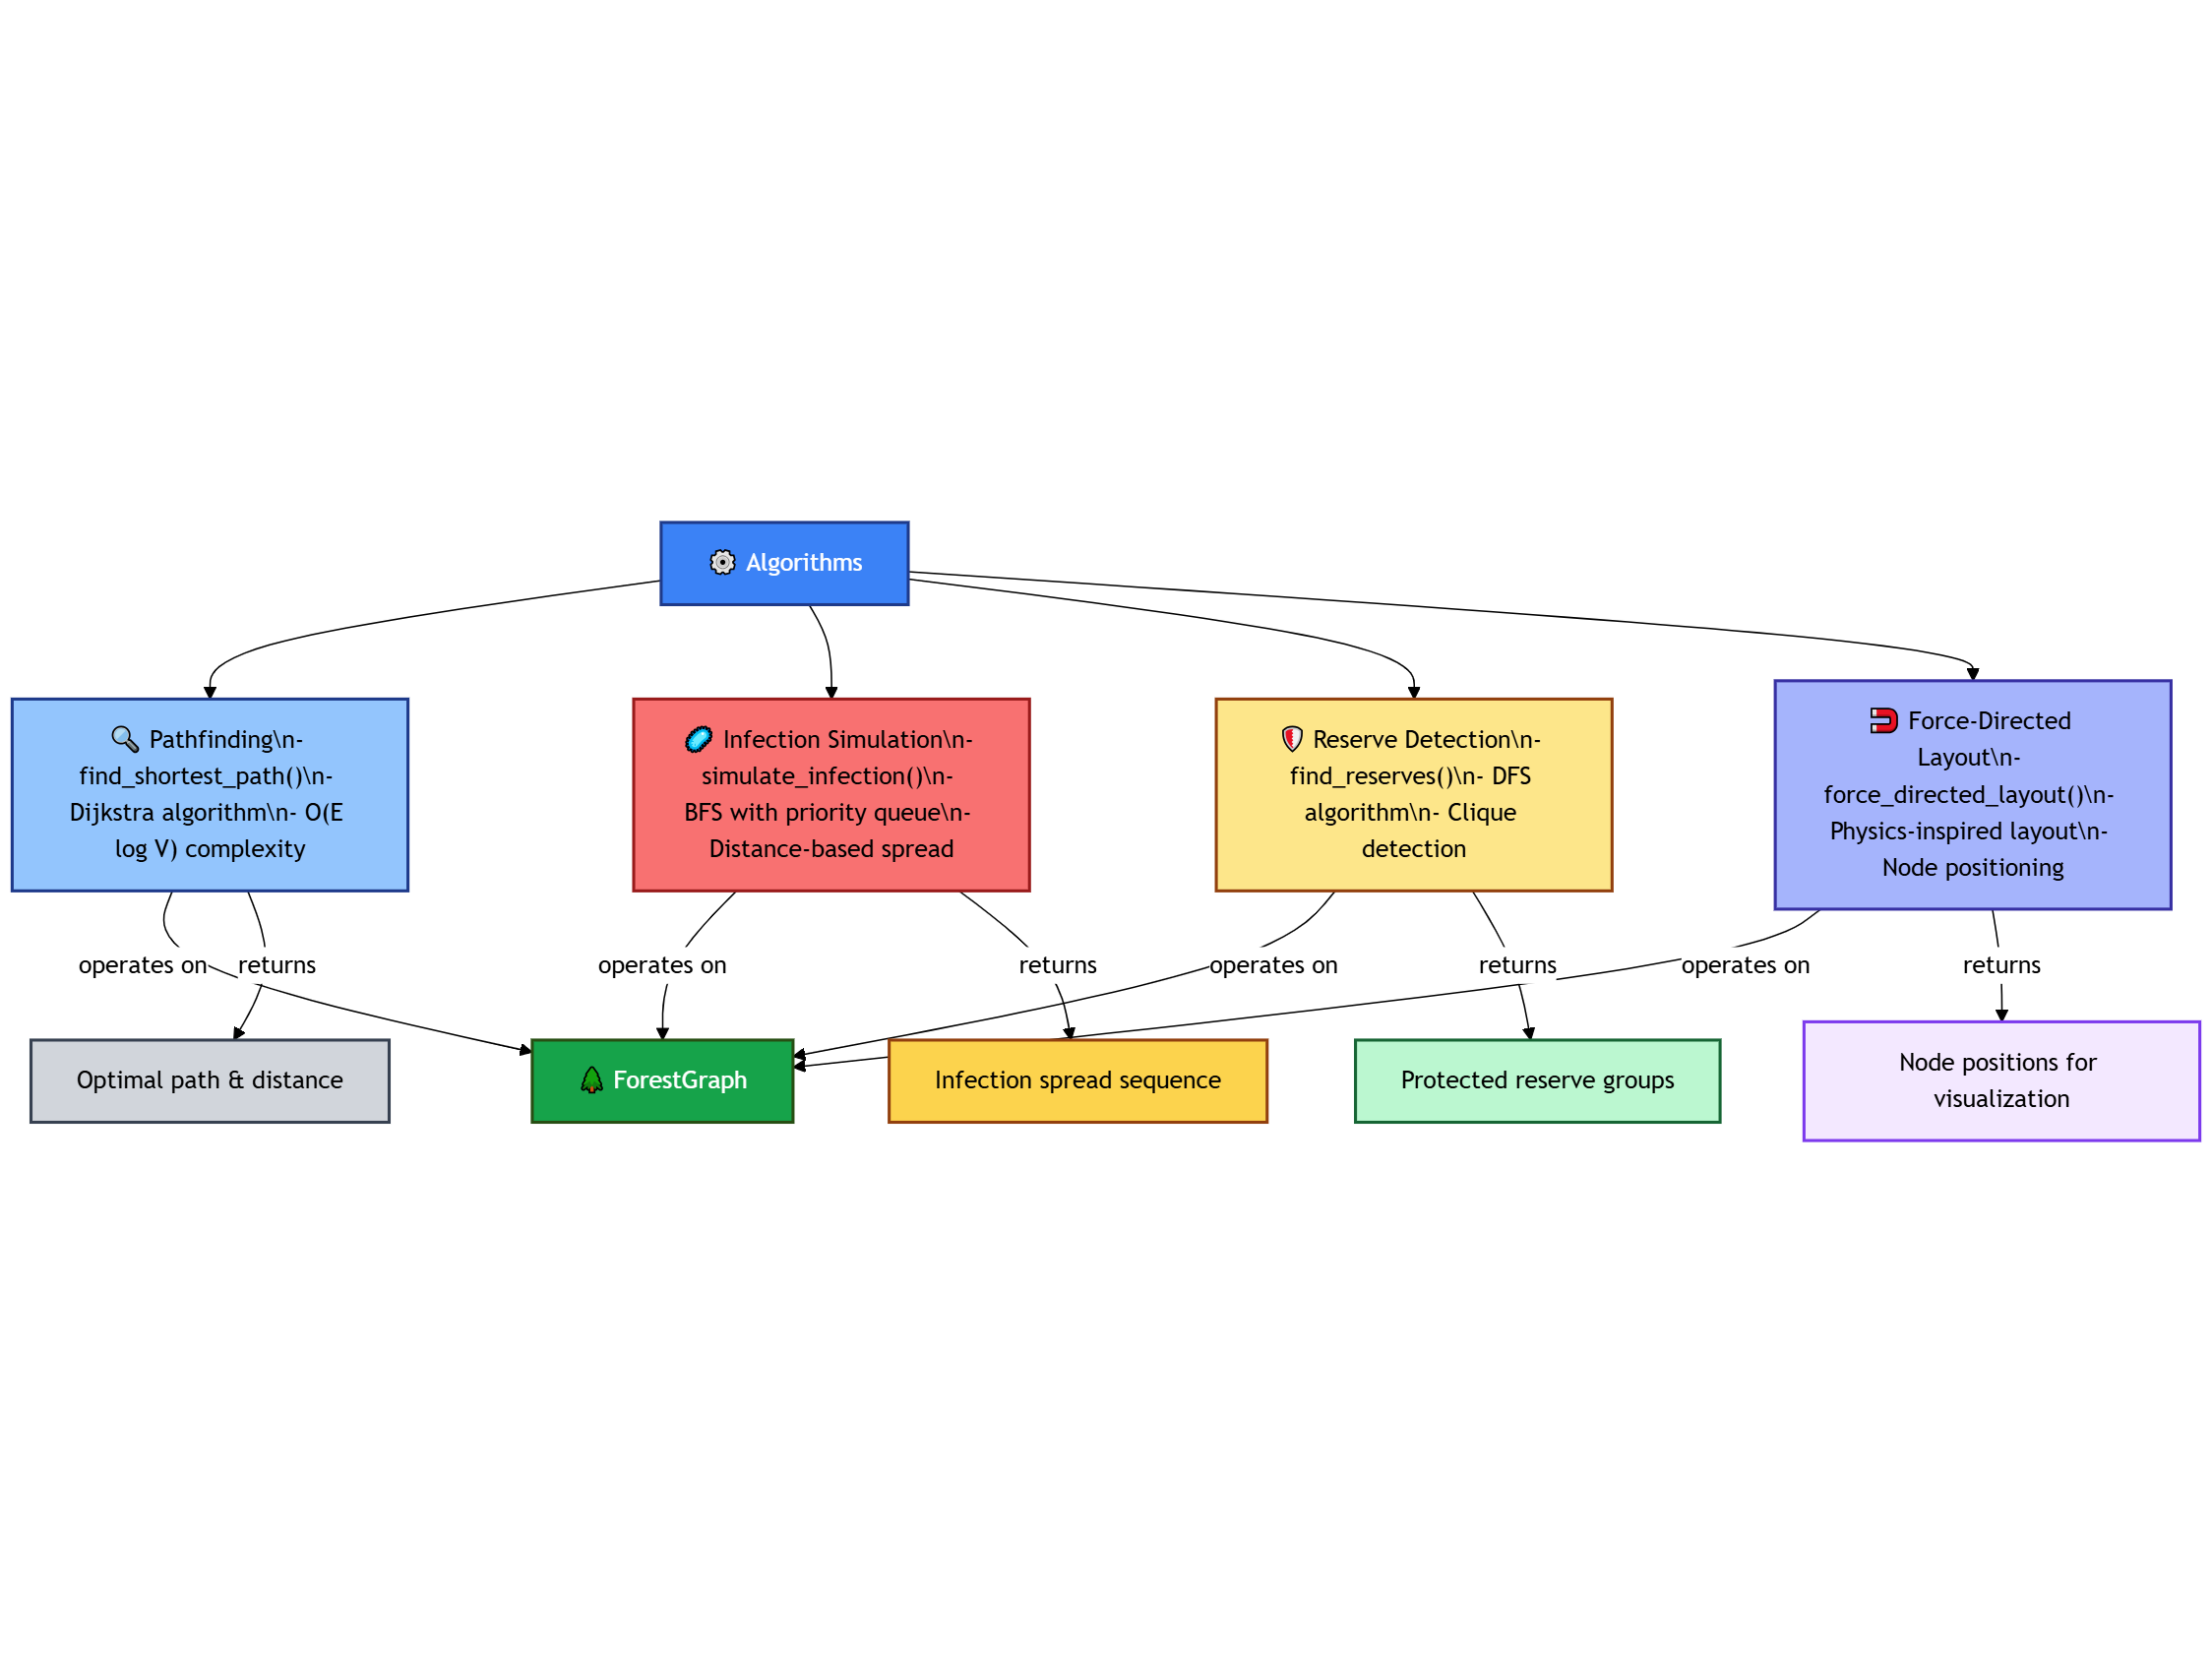 ⚙️ Algorithms
🔍 Pathfinding\n-
find_shortest_path()\n-
Dijkstra algorithm\n- O(E
log V) complexity
🦠 Infection Simulation\n-
simulate_infection()\n-
BFS with priority queue\n-
Distance-based spread
🛡️ Reserve Detection\n-
find_reserves()\n- DFS
algorithm\n- Clique
detection
🧲 Force-Directed
Layout\n-
force_directed_layout()\n-
Physics-inspired layout\n-
Node positioning
operates on
returns
operates on
returns
operates on
returns
operates on
returns
Optimal path & distance
🌲 ForestGraph
Infection spread sequence
Protected reserve groups
Node positions for
visualization